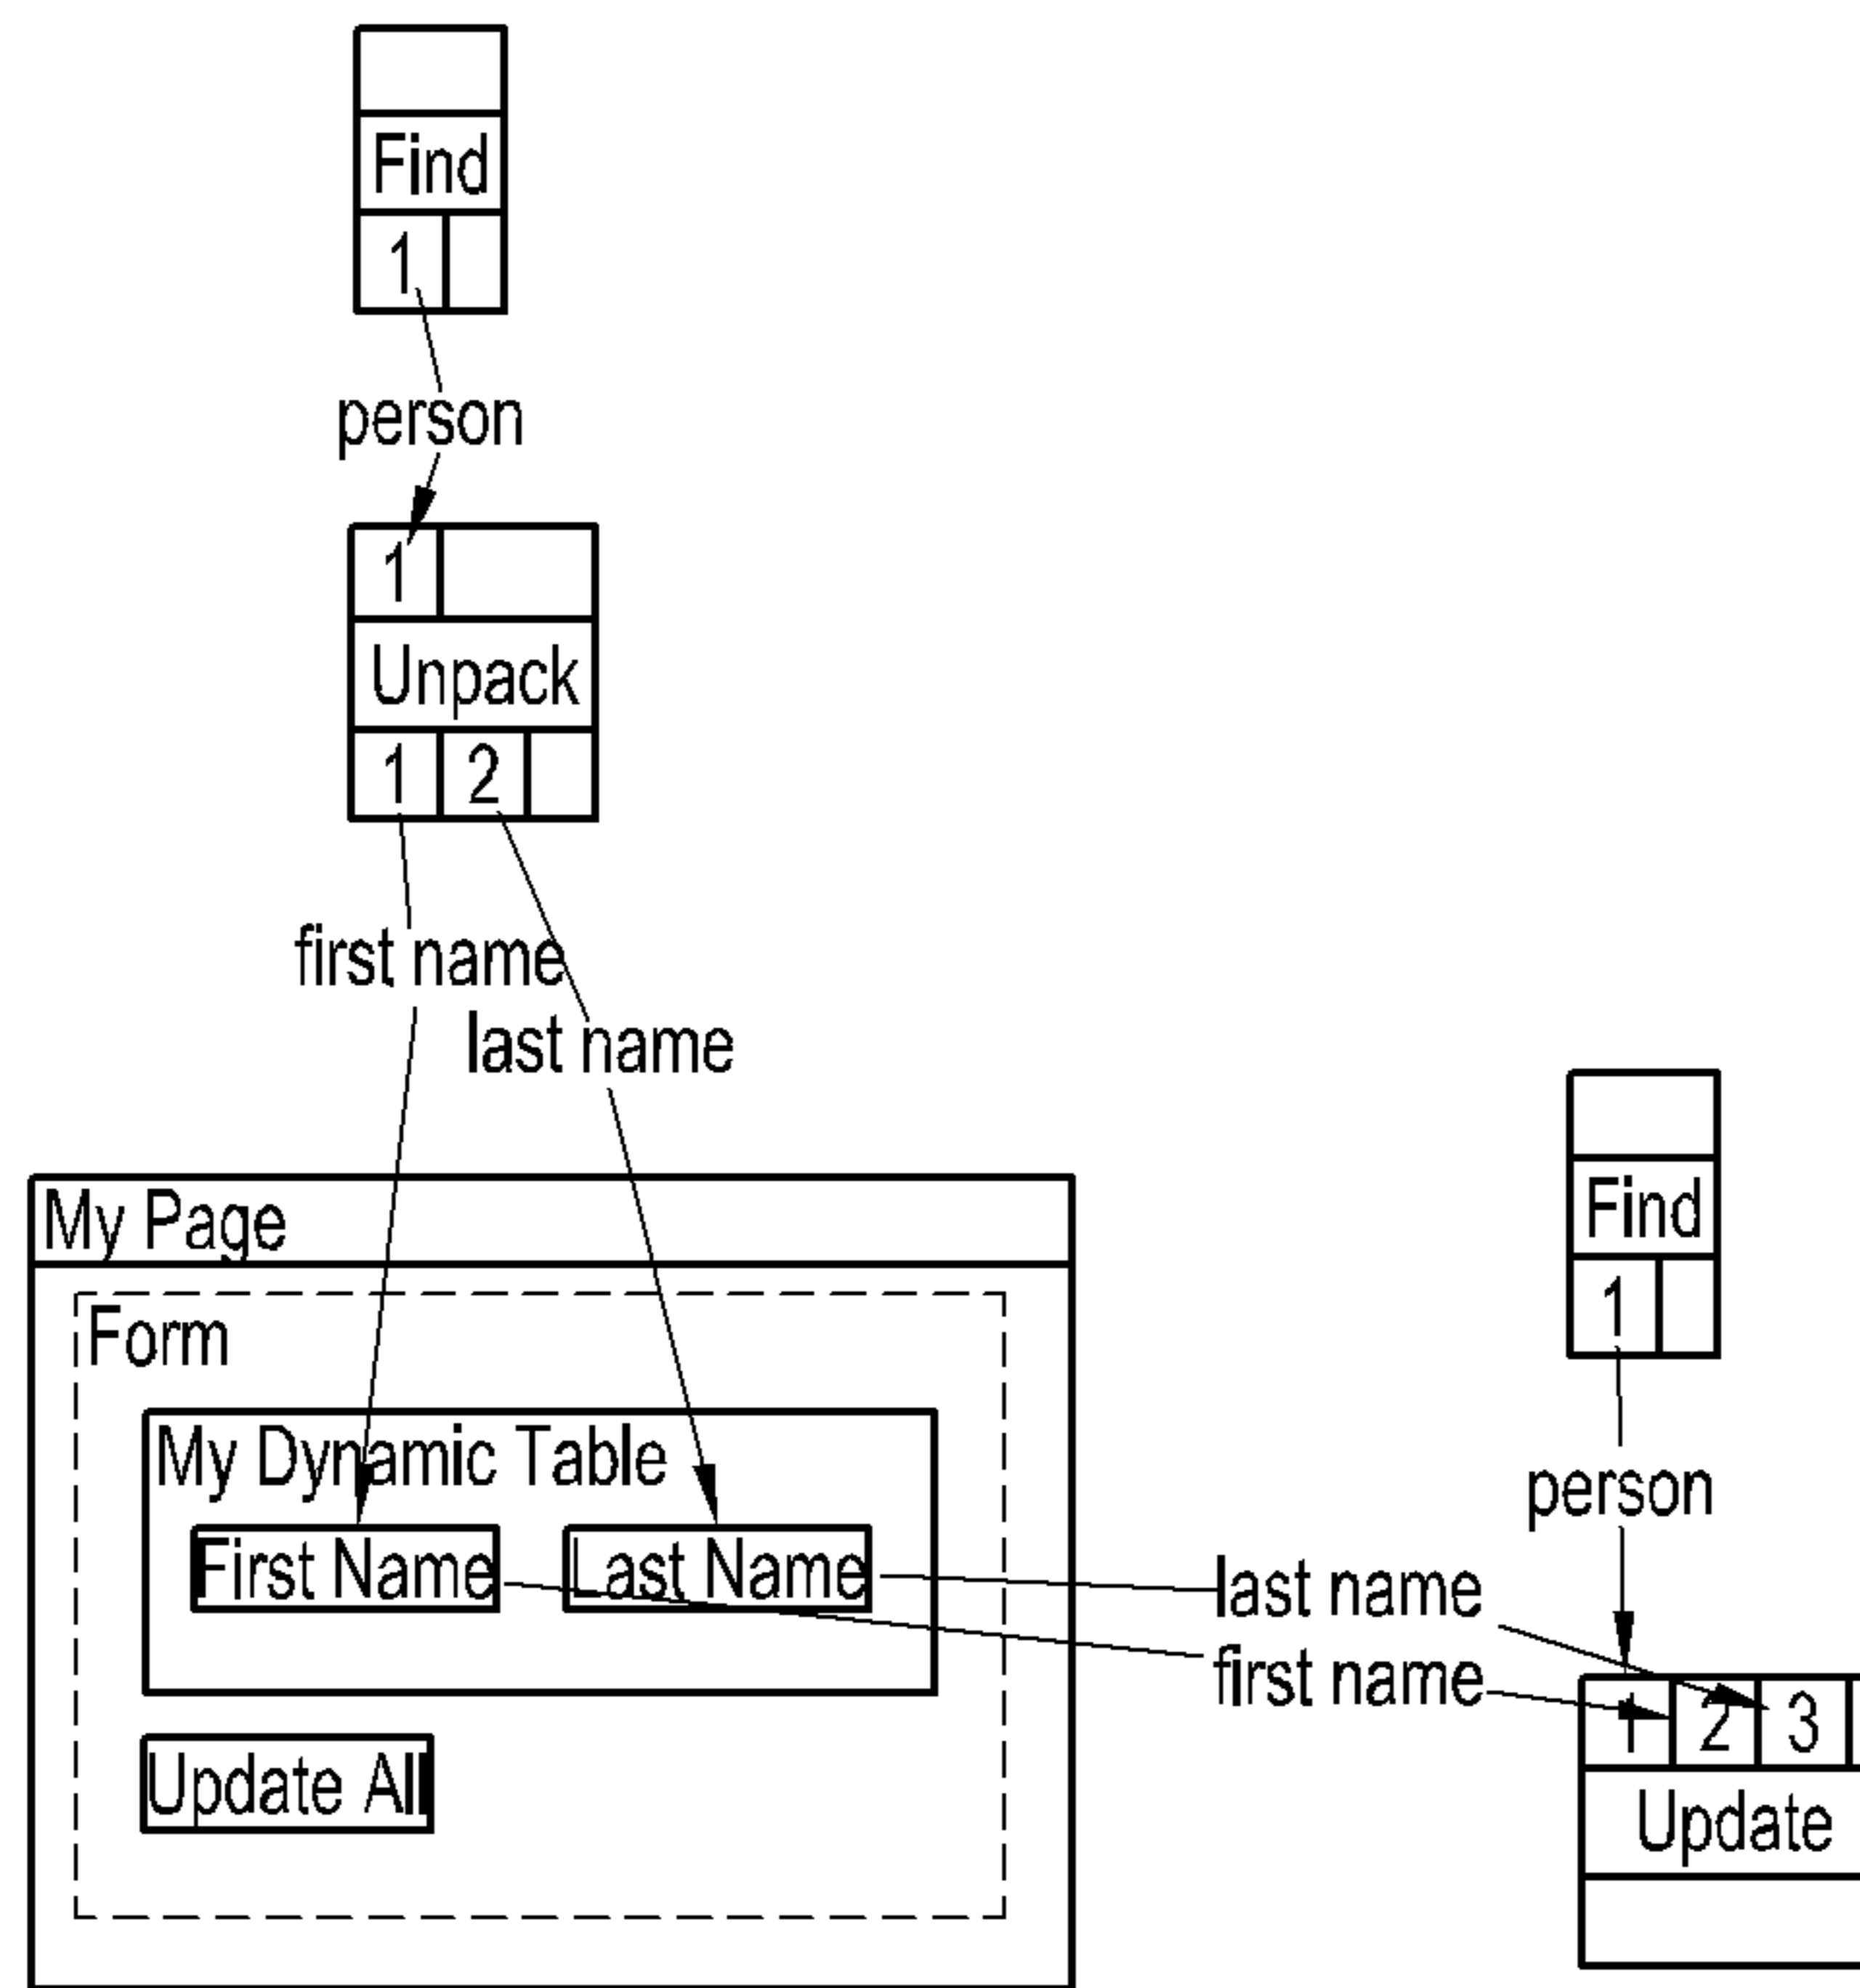 Find
1
person
1
Unpack
1 2
first name
last name
My Page
Form
My Dynamic Table
First Name Last Name
Update All
Find
1
person
last name
first name
1 2 3
Update